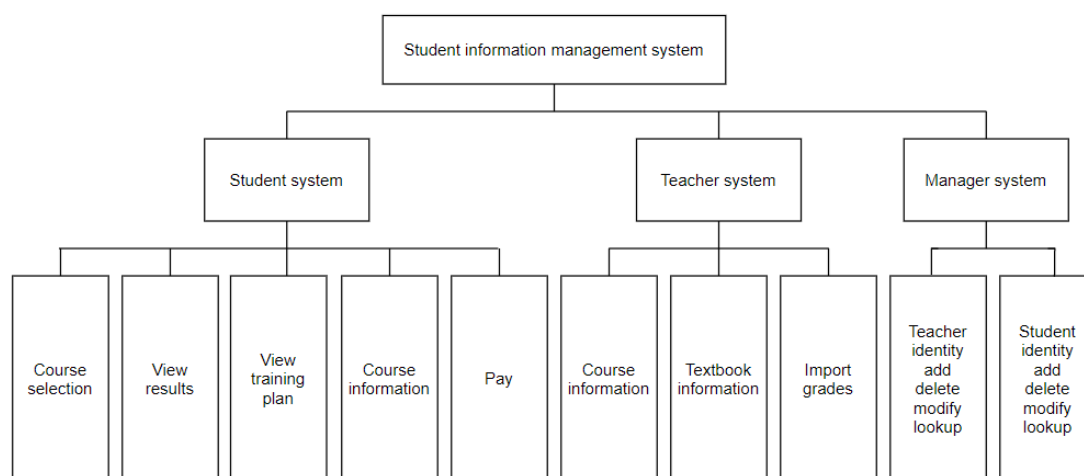 Student information management system
Student system
Teacher system
Manager system
Course
selection
View
results
View
training
plan
Course
information
Pay
Course
information
Textbook
information
Import
grades
Teacher
identity
add
delete
modify
lookup
Student
identity
add
delete
modify
lookup